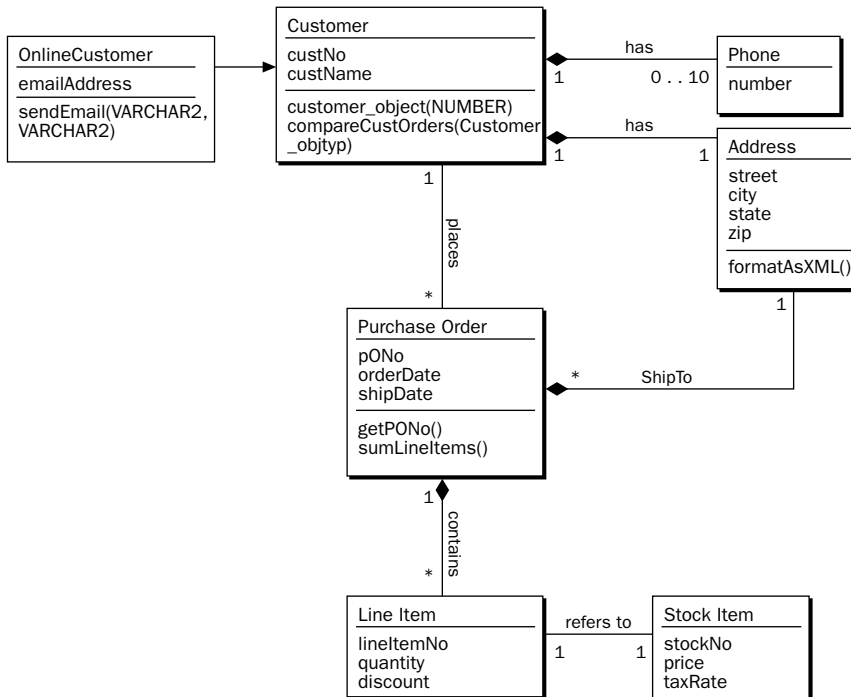 OnlineCustomer
emailAddress
sendEmail(VARCHAR2,
VARCHAR2)
Customer
custNo
custName
customer_object(NUMBER)
compareCustOrders(Customer
_objtyp)
has
1
0 . . 10
Phone
number
has
1
1
Address
street
city
state
zip
formatAsXML()
1
places
*
1
Purchase Order
pONo
orderDate
shipDate
getPONo()
sumLineItems()
*
ShipTo
1
contains
*
Line Item
lineItemNo
quantity
discount
refers to
1
1
Stock Item
stockNo
price
taxRate